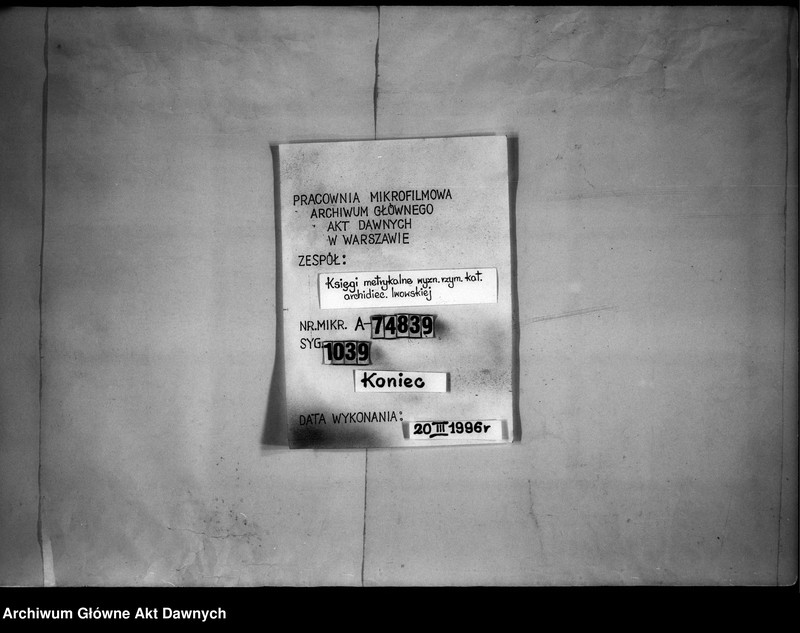 PRACOWNIA MIKROFILMOWA
ARCHIWUM GŁÓWNEGO
AKT DAWNYCH
W WARSZAWIE
ZESPÓŁ:
Księgi metrykalne wyzn. rzym. kat.
archidiec. lwowskiej
NR.MIKR. A-74839
SYG. 1039
Koniec
DATA WYKONANIA: 20 III 1996r
Archiwum Główne Akt Dawnych